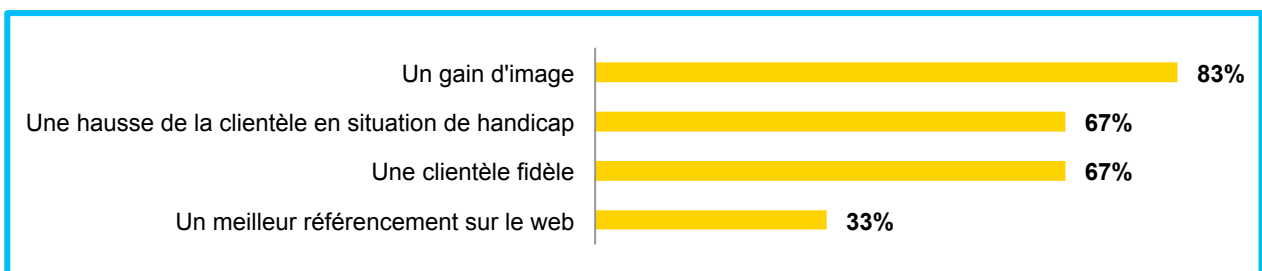 Un gain d'image 83%
Une hausse de la clientèle en situation de handicap 67%
Une clientèle fidèle 67%
Un meilleur référencement sur le web 33%